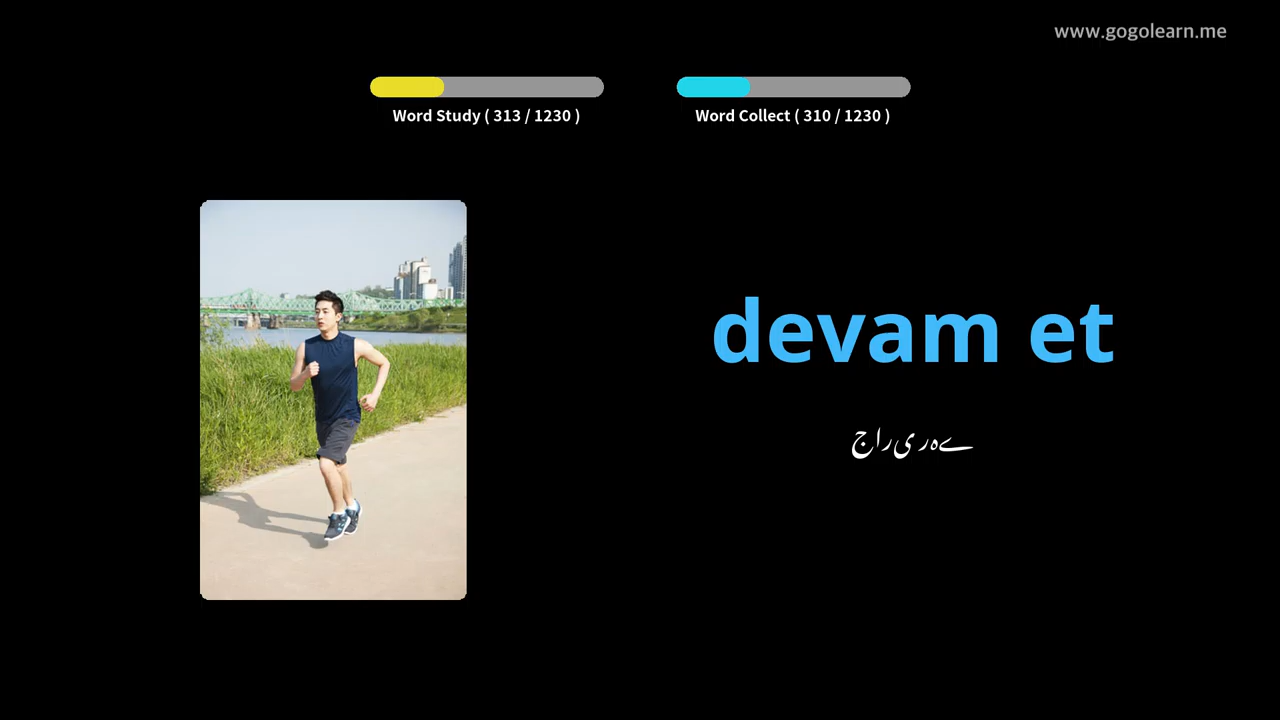 www.gogolearn.me
Word Study ( 313 / 1230 )
Word Collect ( 310 / 1230 )
devam et
جاری رہے